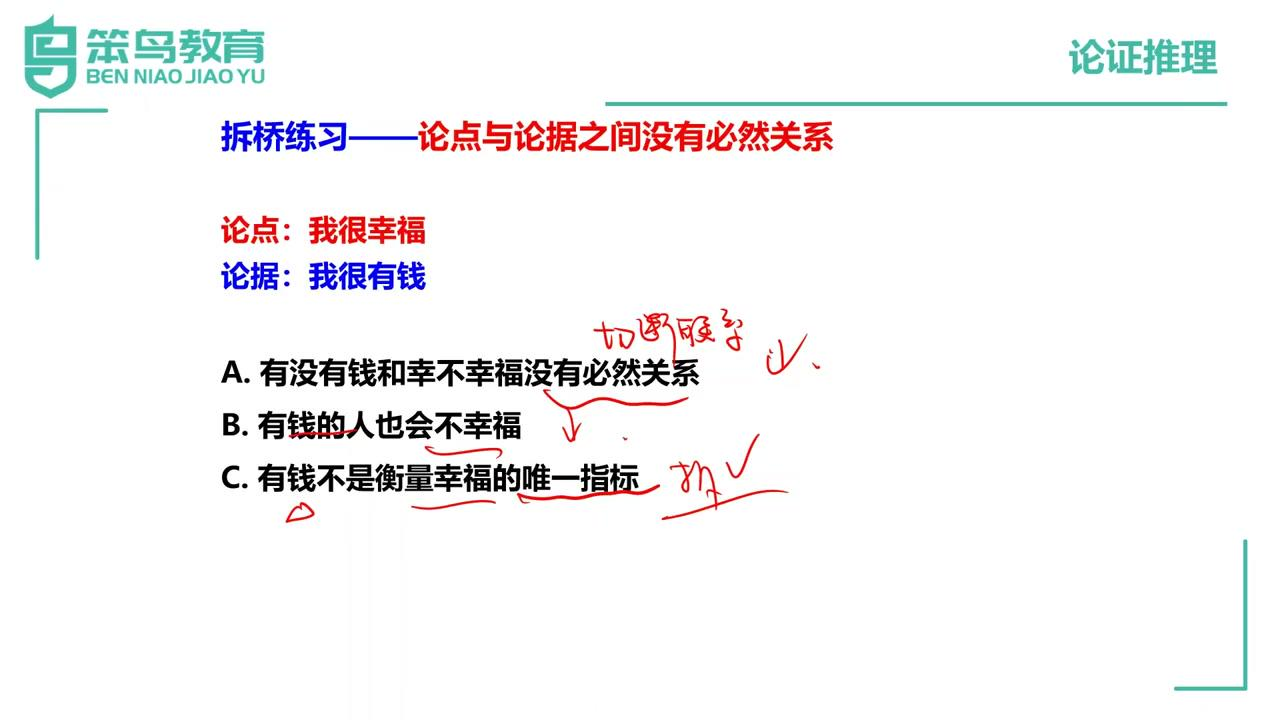 笨鸟教育
BEN NIAO JIAO YU
论证推理
拆桥练习——论点与论据之间没有必然关系
论点：我很幸福
论据：我很有钱
切断联系
A. 有没有钱和幸不幸福没有必然关系
B. 有钱的人也会不幸福
C. 有钱不是衡量幸福的唯一指标